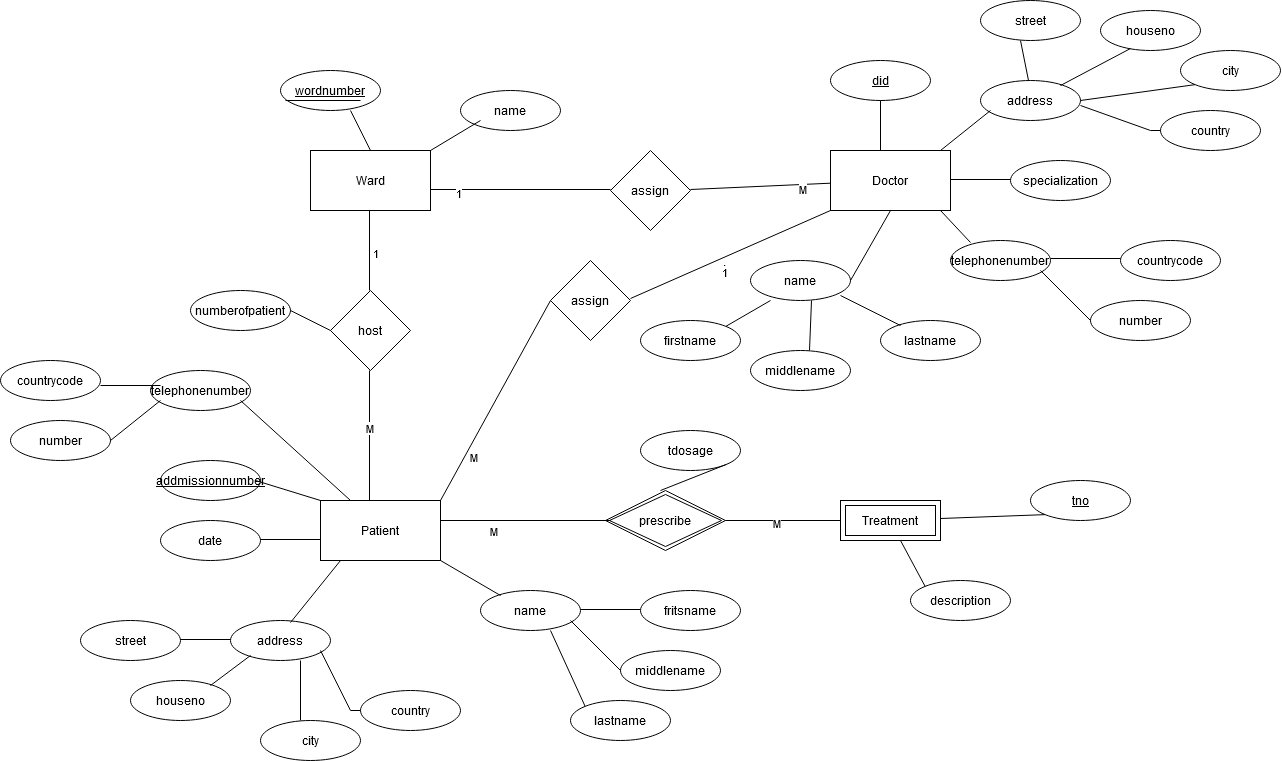 street
houseno
city
did
wordnumber
name
address
country
Ward
assign
Doctor
specialization
1
M
telephonenumber
countrycode
1
1
name
assign
numberofpatient
host
number
firstname
lastname
middlename
countrycode
telephonenumber
number
M
tdosage
M
addmissionnumber
tno
Patient
prescribe
Treatment
M
M
date
description
name
fritsname
street
address
middlename
houseno
country
lastname
city